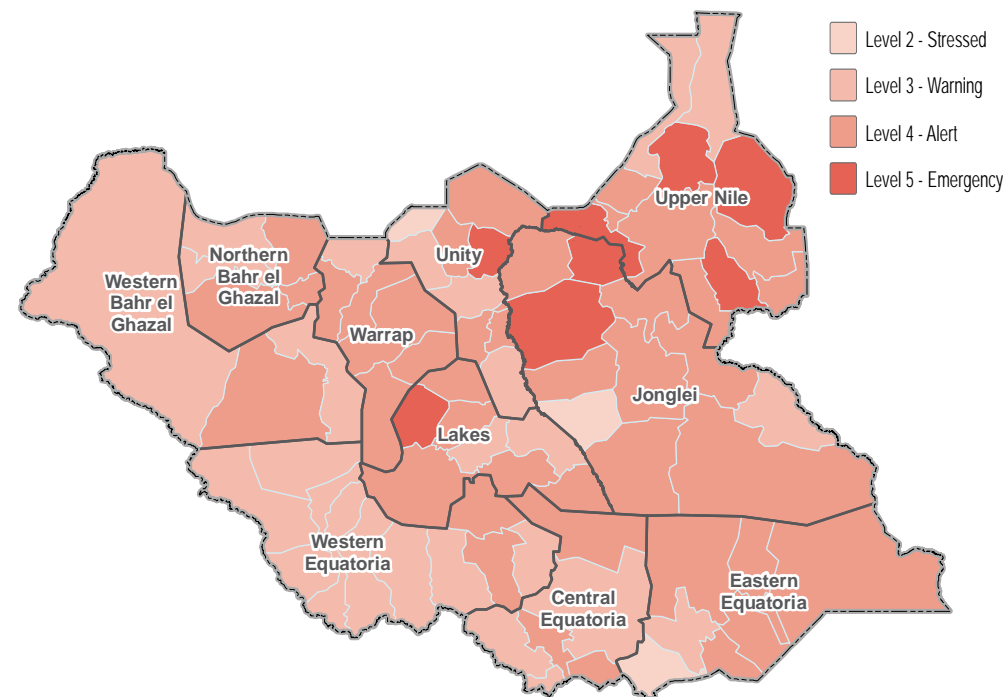 Level 2 - Stressed
Level 3 - Warning
Level 4 - Alert
Level 5 - Emergency
Upper Nile
Unity
Northern
Bahr el
Ghazal
Western
Bahr el
Ghazal
Warrap
Jonglei
Lakes
Western
Equatoria
Central
Equatoria
Eastern
Equatoria